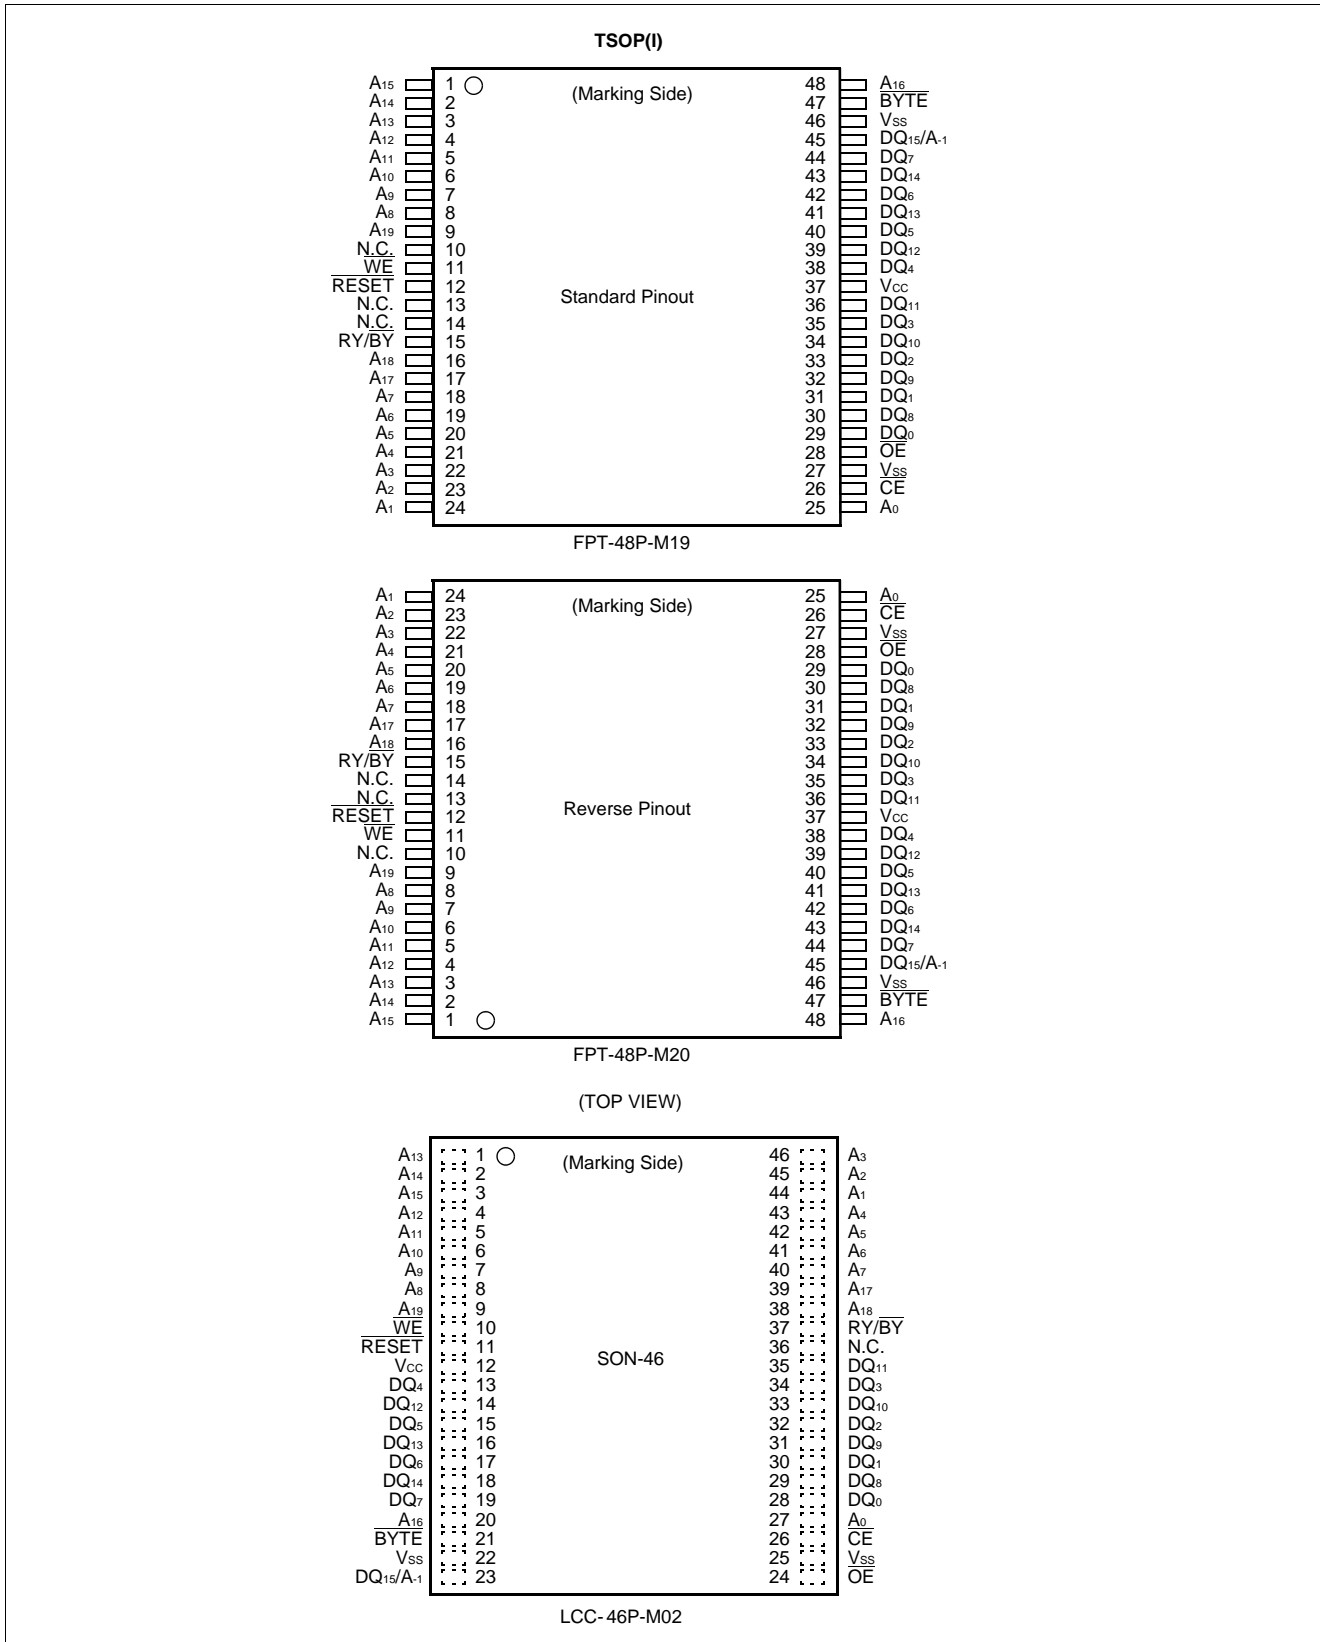 TSOP(I)
(Marking Side)
A15 1 48 A16
A14 2 47 BYTE
A13 3 46 VSS
A12 4 45 DQ15/A-1
A11 5 44 DQ7
A10 6 43 DQ14
A9 7 42 DQ6
A8 8 41 DQ13
A19 9 40 DQ5
N.C. 10 39 DQ12
WE 11 38 DQ4
RESET 12 37 VCC
Standard Pinout
N.C. 13 36 DQ11
N.C. 14 35 DQ3
RY/BY 15 34 DQ10
A18 16 33 DQ2
A17 17 32 DQ9
A7 18 31 DQ1
A6 19 30 DQ8
A5 20 29 DQ0
A4 21 28 OE
A3 22 27 VSS
A2 23 26 CE
A1 24 25 A0
FPT-48P-M19
(Marking Side)
A1 24 25 A0
A2 23 26 CE
A3 22 27 VSS
A4 21 28 OE
A5 20 29 DQ0
A6 19 30 DQ8
A7 18 31 DQ1
A17 17 32 DQ9
A18 16 33 DQ2
RY/BY 15 34 DQ10
N.C. 14 35 DQ3
N.C. 13 36 DQ11
Reverse Pinout
RESET 12 37 VCC
WE 11 38 DQ4
N.C. 10 39 DQ12
A19 9 40 DQ5
A8 8 41 DQ13
A9 7 42 DQ6
A10 6 43 DQ14
A11 5 44 DQ7
A12 4 45 DQ15/A-1
A13 3 46 VSS
A14 2 47 BYTE
A15 1 48 A16
FPT-48P-M20
(TOP VIEW)
(Marking Side)
A13 1 46 A3
A14 2 45 A2
A15 3 44 A1
A12 4 43 A4
A11 5 42 A5
A10 6 41 A6
A9 7 40 A7
A8 8 39 A17
A19 9 38 A18
WE 10 37 RY/BY
RESET 11 36 N.C.
SON-46
VCC 12 35 DQ11
DQ4 13 34 DQ3
DQ12 14 33 DQ10
DQ5 15 32 DQ2
DQ13 16 31 DQ9
DQ6 17 30 DQ1
DQ14 18 29 DQ8
DQ7 19 28 DQ0
A16 20 27 A0
BYTE 21 26 CE
VSS 22 25 VSS
DQ15/A-1 23 24 OE
LCC-46P-M02